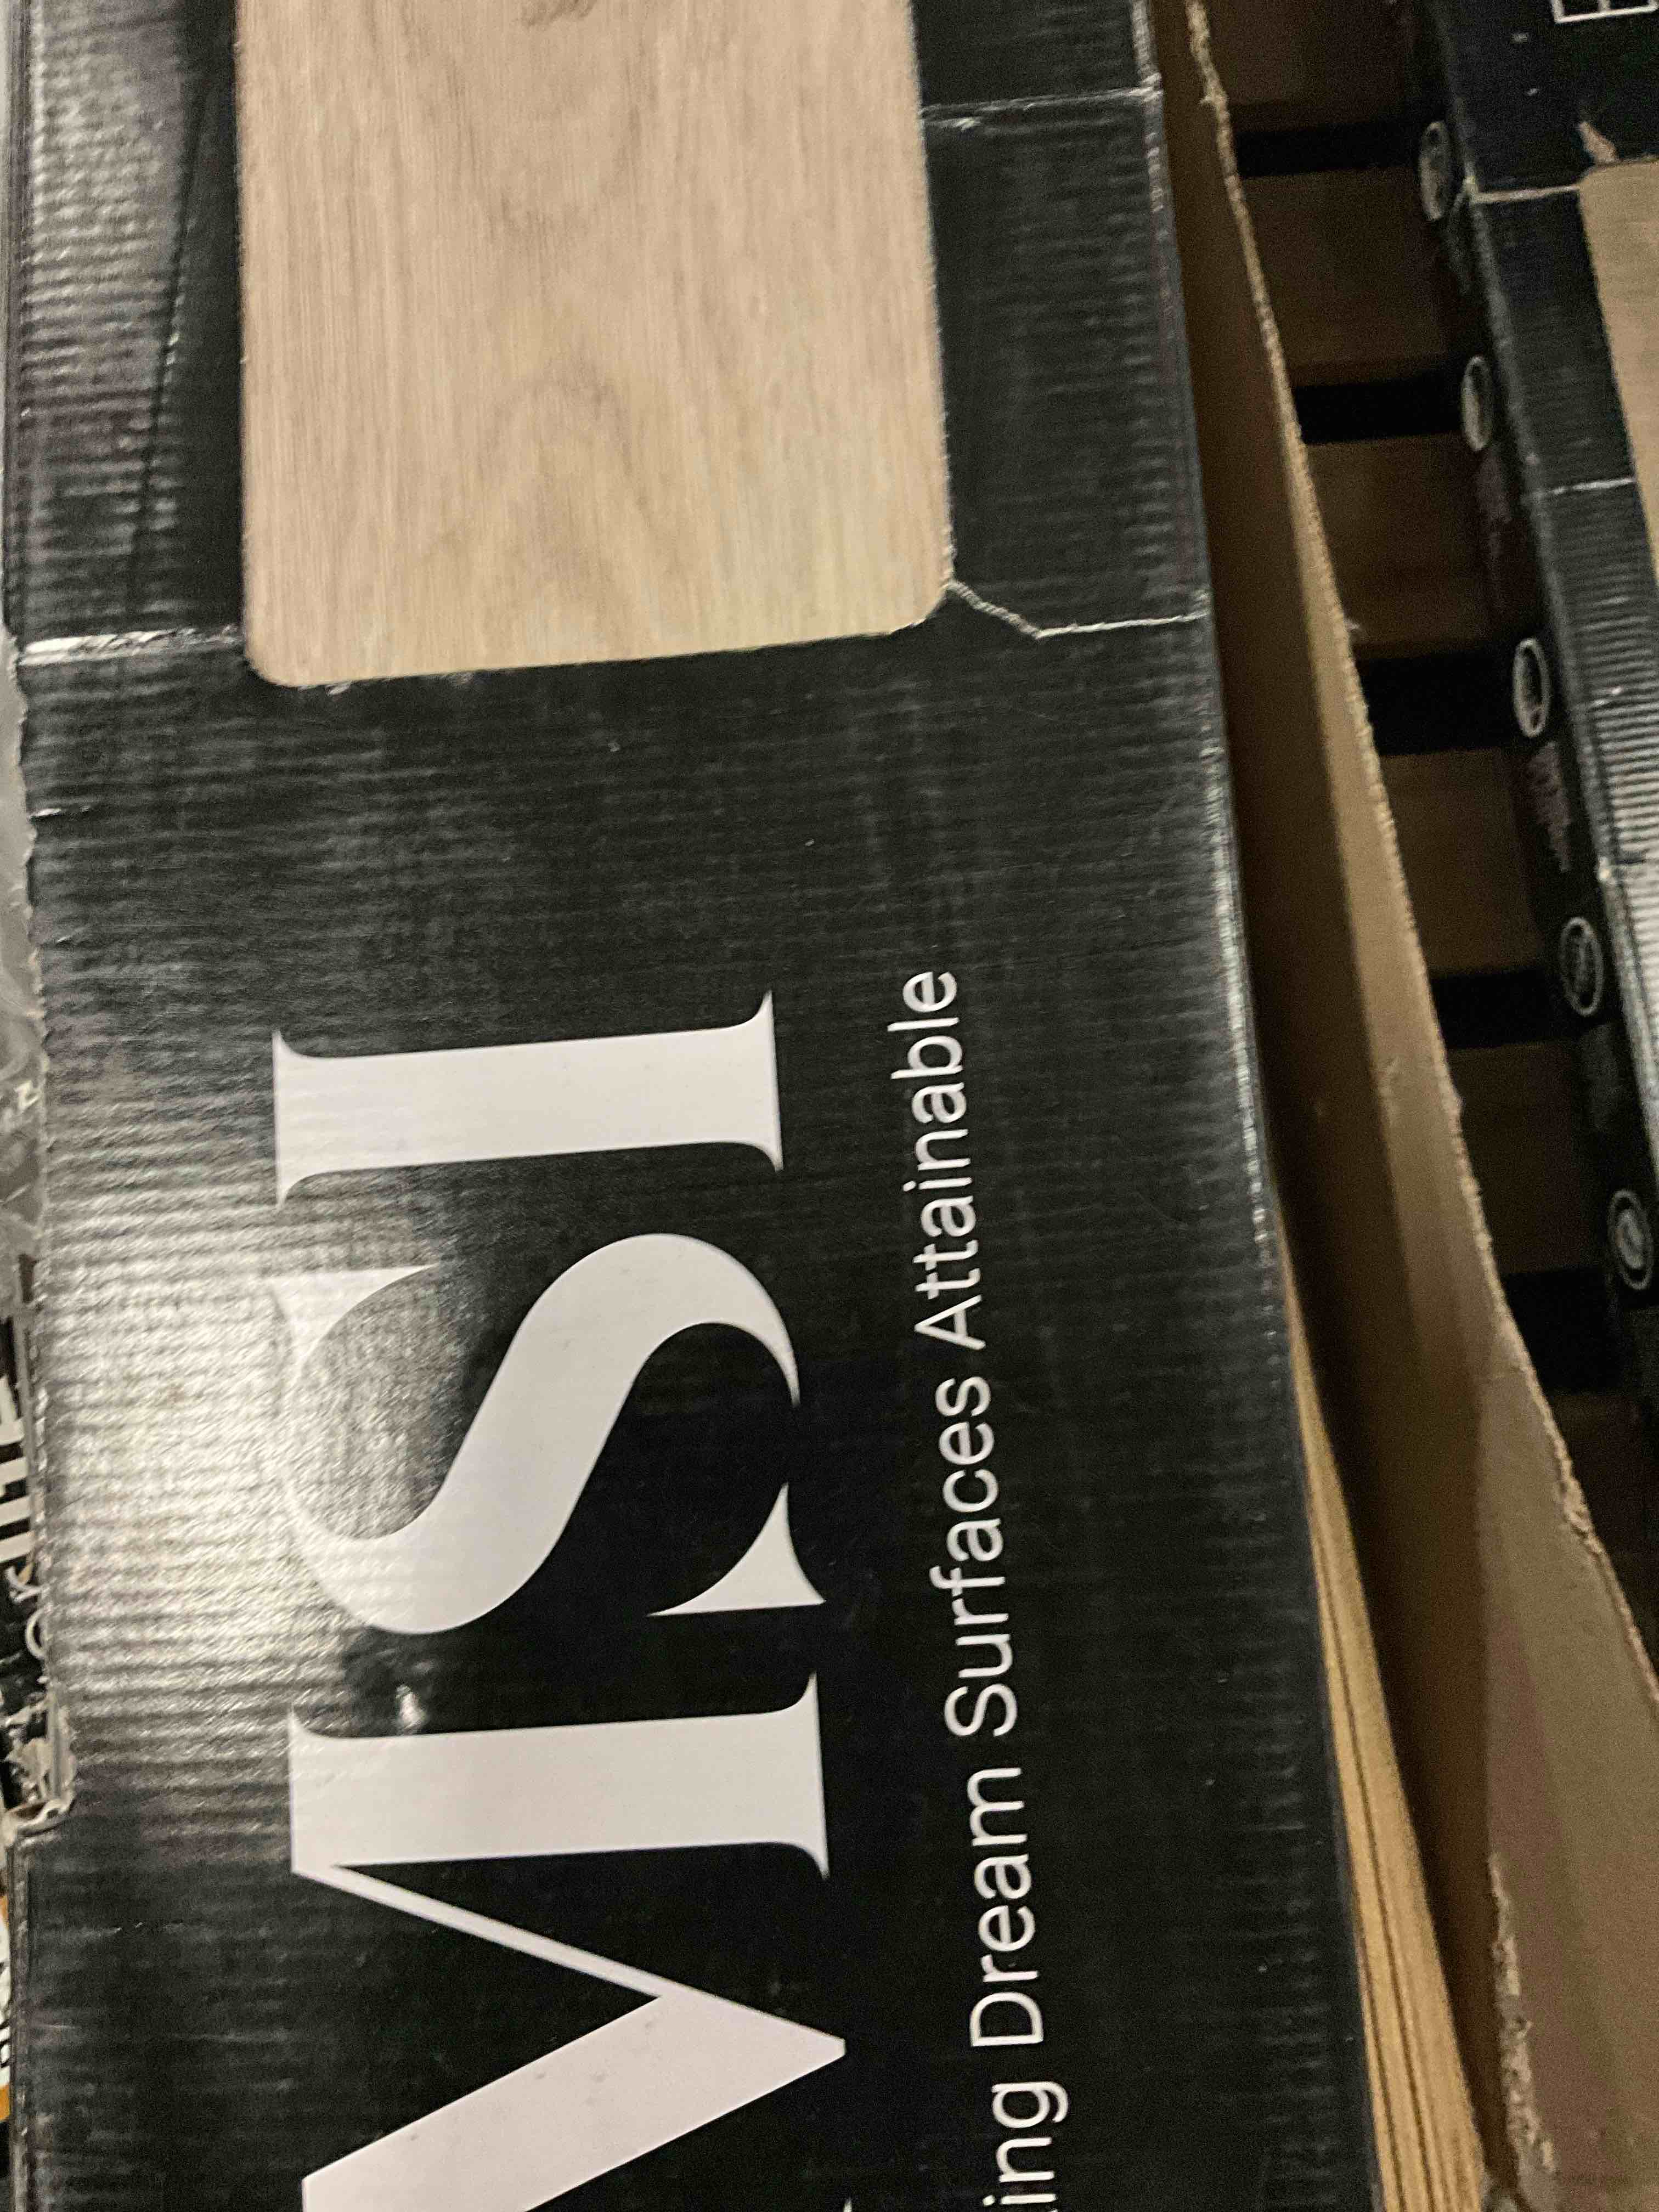 MSI
ing Dream Surfaces Attainable